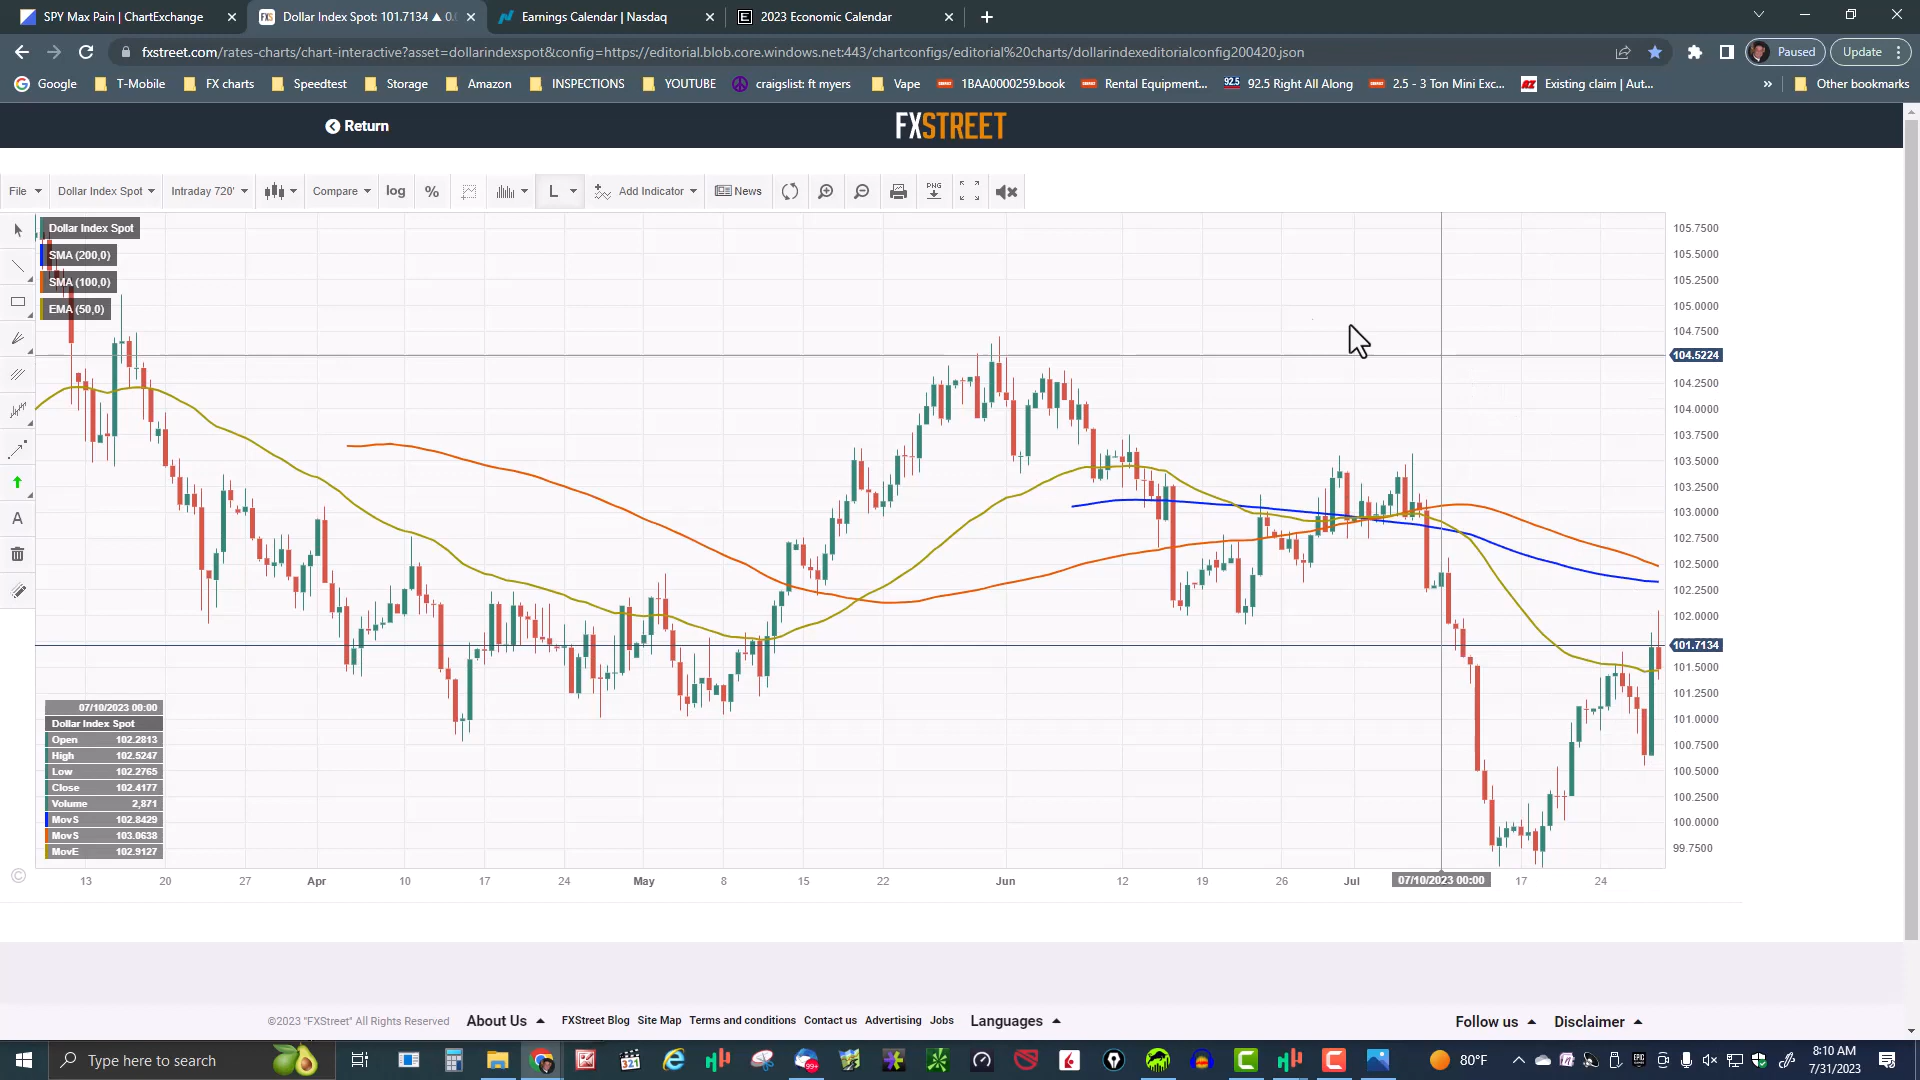 SPY Max Pain | ChartExchange
Dollar Index Spot: 101.7134 ▲ 0.
Earnings Calendar | Nasdaq
2023 Economic Calendar
fxstreet.com/rates-charts/chart-interactive?asset=dollarindexspot&config=https://editorial.blob.core.windows.net:443/chartconfigs/editorial%20charts/dollarindexeditorialconfig200420.json
Paused
Update
Google
T-Mobile
FX charts
Speedtest
Storage
Amazon
INSPECTIONS
YOUTUBE
craigslist: ft myers
Vape
1BAA0000259.book
Rental Equipment...
92.5 Right All Along
2.5 - 3 Ton Mini Exc...
Existing claim | Aut...
Other bookmarks
Return
FXSTREET
File
Dollar Index Spot
Intraday 720'
Compare
log
%
L
Add Indicator
News
PNG
Dollar Index Spot
SMA (200,0)
SMA (100,0)
EMA (50,0)
105.7500
105.5000
105.2500
105.0000
104.7500
104.5224
104.2500
104.0000
103.7500
103.5000
103.2500
103.0000
102.7500
102.5000
102.2500
102.0000
101.7134
101.5000
101.2500
101.0000
100.7500
100.5000
100.2500
100.0000
99.7500
A
07/10/2023 00:00
Dollar Index Spot
Open 102.2813
High 102.5247
Low 102.2765
Close 102.4177
Volume 2,871
MovS 102.8429
MovS 103.0638
MovE 102.9127
13 20 27 Apr 10 17 24 May 8 15 22 Jun 12 19 26 Jul 07/10/2023 00:00 17 24
©2023 "FXStreet" All Rights Reserved
About Us
FXStreet Blog
Site Map
Terms and conditions
Contact us
Advertising
Jobs
Languages
Follow us
Disclaimer
Type here to search
80°F
8:10 AM
7/31/2023